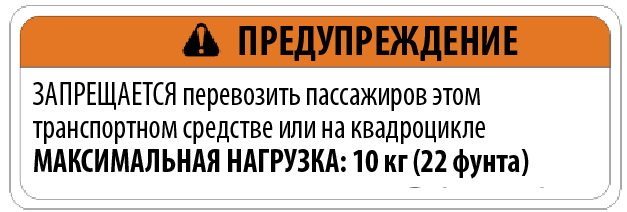 ПРЕДУПРЕЖДЕНИЕ
ЗАПРЕЩАЕТСЯ перевозить пассажиров этом
транспортном средстве или на квадроцикле
МАКСИМАЛЬНАЯ НАГРУЗКА: 10 кг (22 фунта)